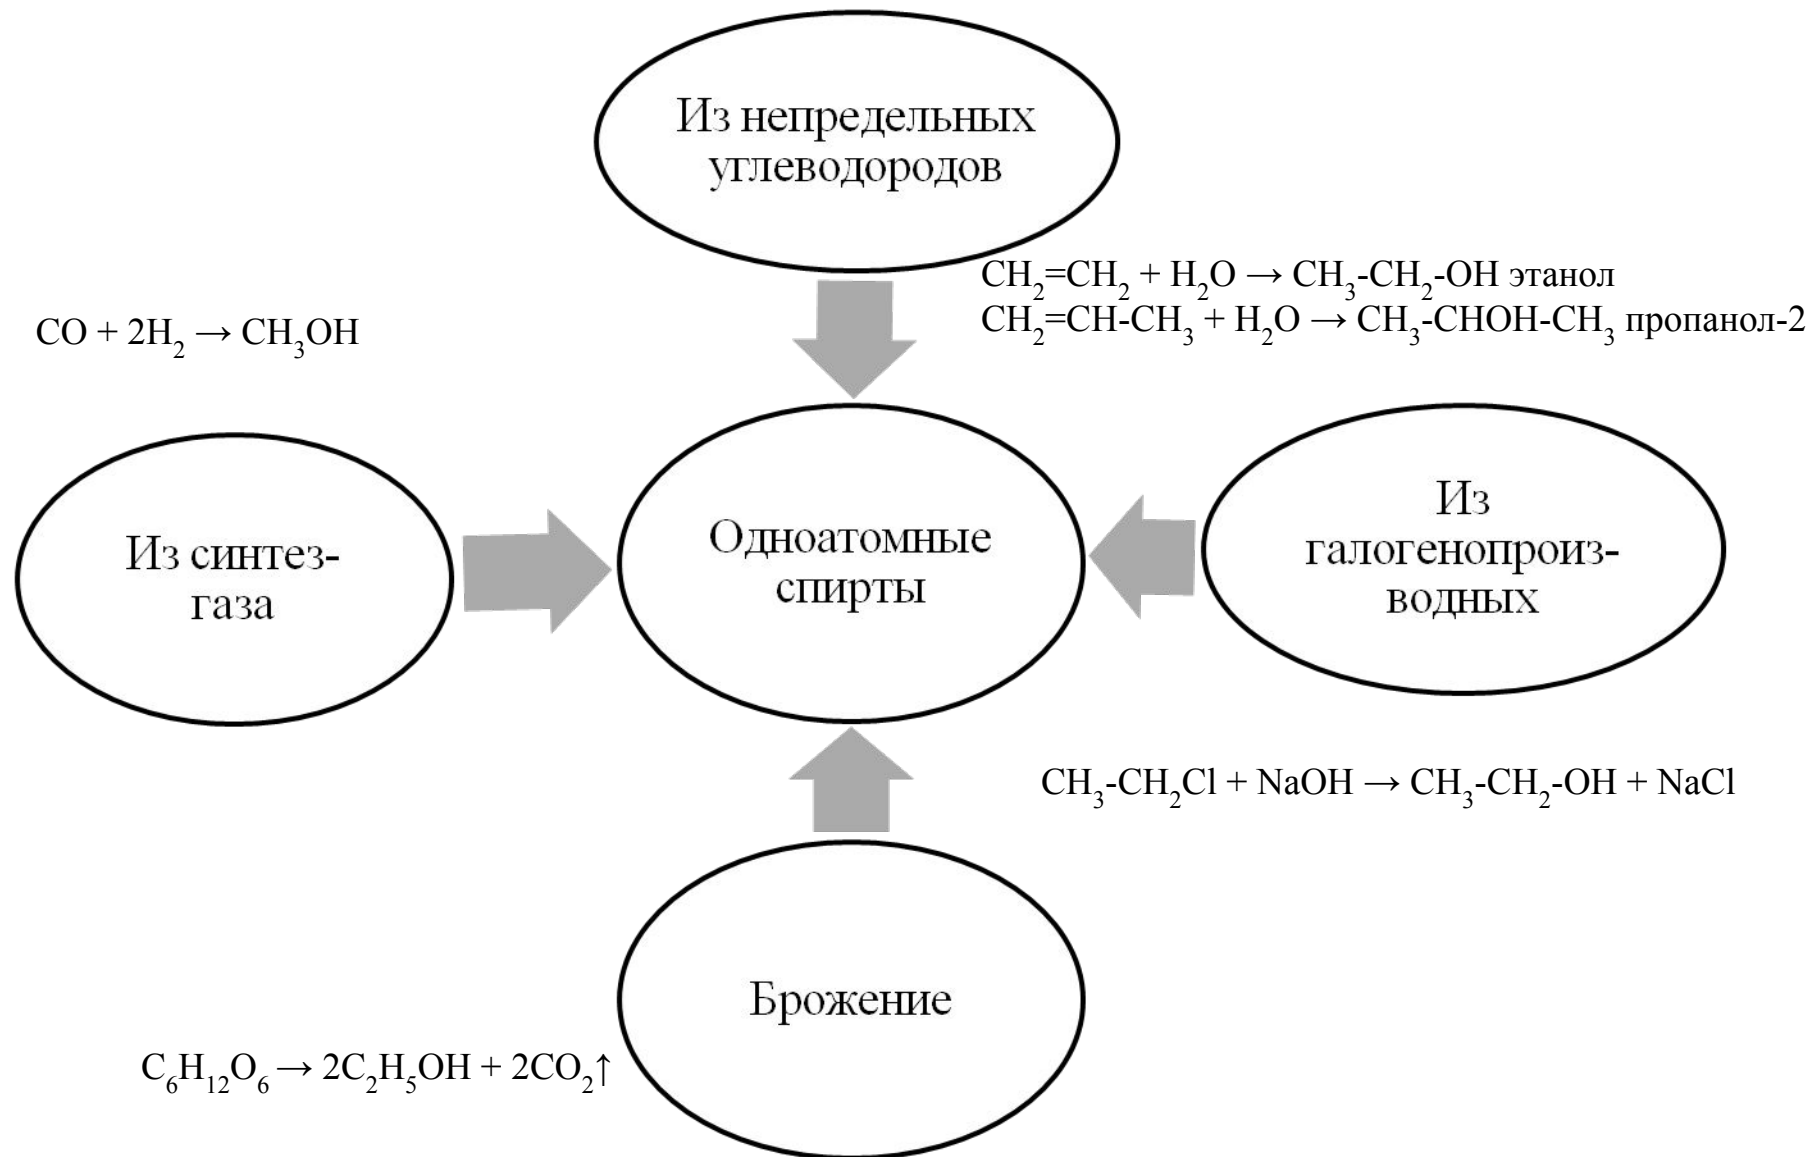 Из непредельных
углеводородов
CH₂=CH₂ + H₂O → CH₃-CH₂-OH этанол
CH₂=CH-CH₃ + H₂O → CH₃-CHOH-CH₃ пропанол-2
CO + 2H₂ → CH₃OH
Из синтез-
газа
Одноатомные
спирты
Из
галогенопроиз-
водных
CH₃-CH₂Cl + NaOH → CH₃-CH₂-OH + NaCl
Брожение
C₆H₁₂O₆ → 2C₂H₅OH + 2CO₂↑